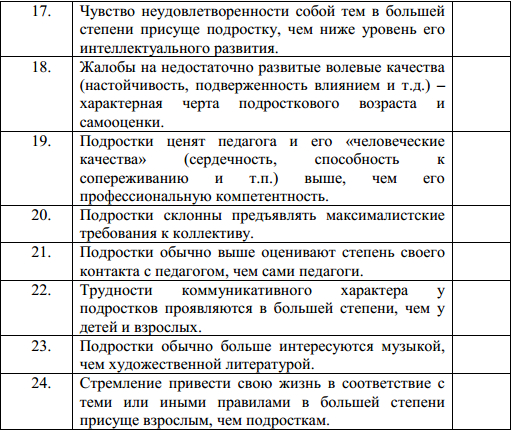 17. Чувство неудовлетворенности собой тем в большей
степени присуще подростку, чем ниже уровень его
интеллектуального развития.
18. Жалобы на недостаточно развитые волевые качества
(настойчивость, подверженность влиянием и т.д.) –
характерная черта подросткового возраста и
самооценки.
19. Подростки ценят педагога и его «человеческие
качества» (сердечность, способность к
сопереживанию и т.п.) выше, чем его
профессиональную компетентность.
20. Подростки склонны предъявлять максималистские
требования к коллективу.
21. Подростки обычно выше оценивают степень своего
контакта с педагогом, чем сами педагоги.
22. Трудности коммуникативного характера у
подростков проявляются в большей степени, чем у
детей и взрослых.
23. Подростки обычно больше интересуются музыкой,
чем художественной литературой.
24. Стремление привести свою жизнь в соответствие с
теми или иными правилами в большей степени
присуще взрослым, чем подросткам.